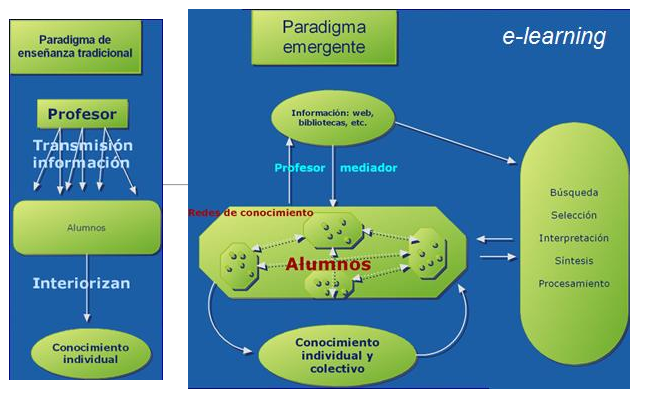 Paradigma de
enseñanza tradicional
Profesor
Transmisión
información
Alumnos
Interiorizan
Conocimiento
individual
Paradigma
emergente
e-learning
Información: web,
bibliotecas, etc.
Profesor mediador
Redes de conocimiento
Alumnos
Conocimiento
individual y
colectivo
Búsqueda
Selección
Interpretación
Síntesis
Procesamiento